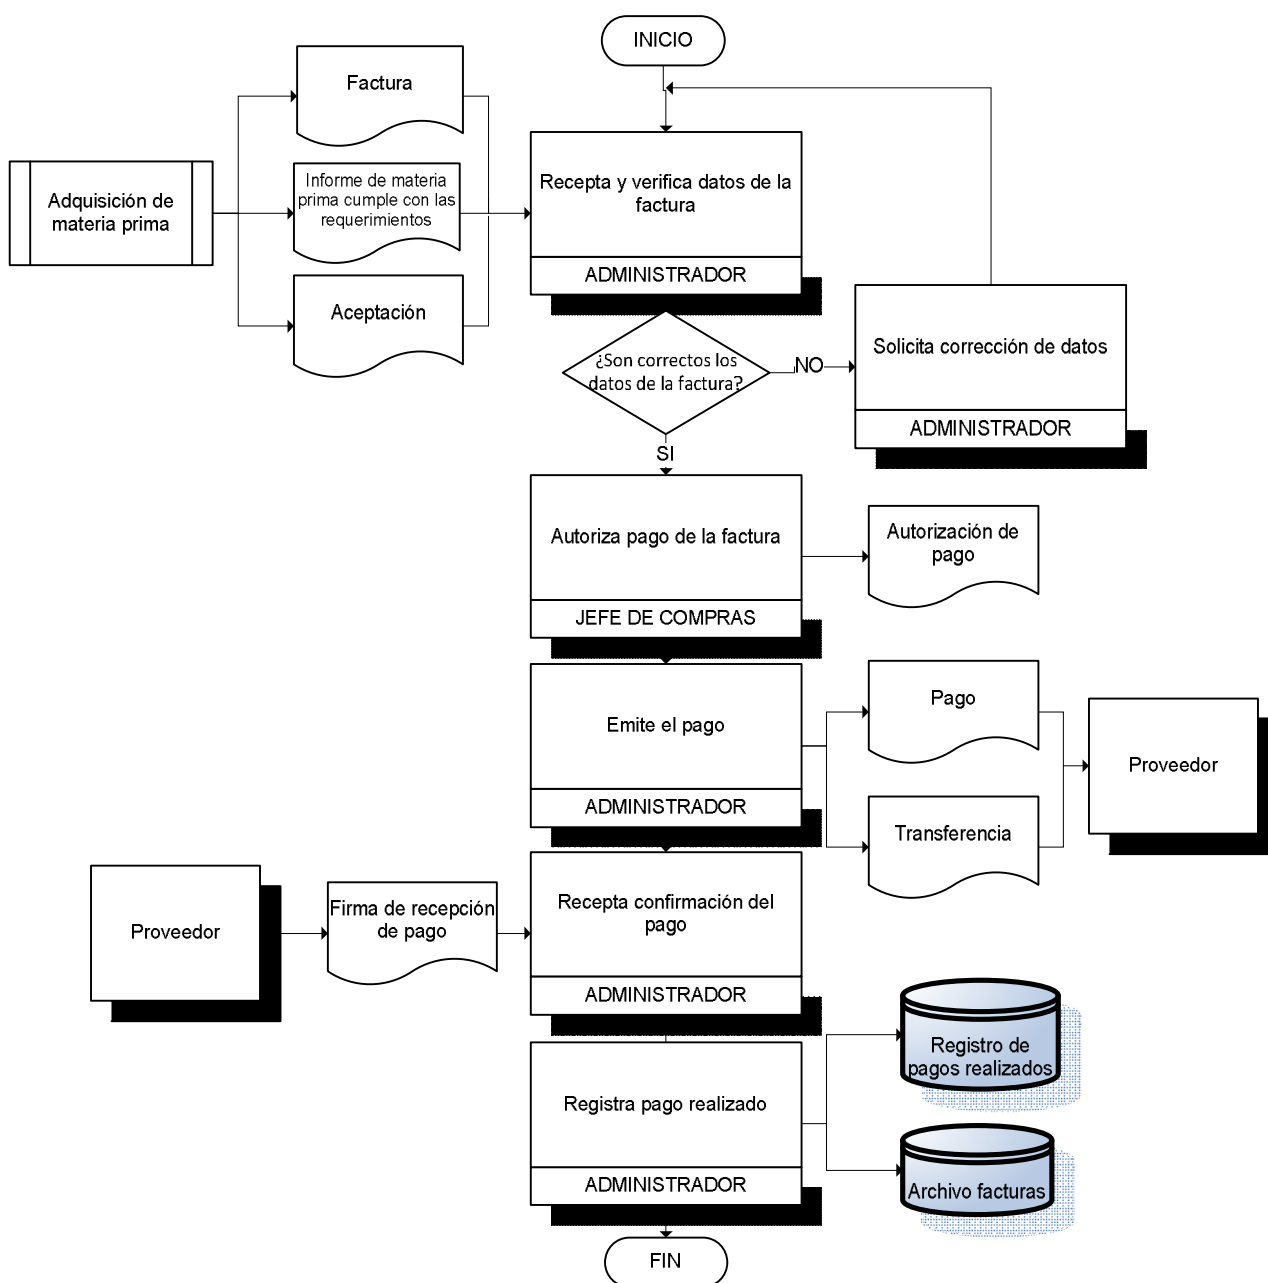 INICIO
Factura
Adquisición de
materia prima
Informe de materia
prima cumple con las
requerimientos
Aceptación
Recepta y verifica datos de la
factura
ADMINISTRADOR
¿Son correctos los
datos de la factura?
NO
Solicita corrección de datos
ADMINISTRADOR
SI
Autoriza pago de la factura
JEFE DE COMPRAS
Autorización de
pago
Emite el pago
ADMINISTRADOR
Pago
Transferencia
Proveedor
Proveedor
Firma de recepción
de pago
Recepta confirmación del
pago
ADMINISTRADOR
Registra pago realizado
ADMINISTRADOR
Registro de
pagos realizados
Archivo facturas
FIN